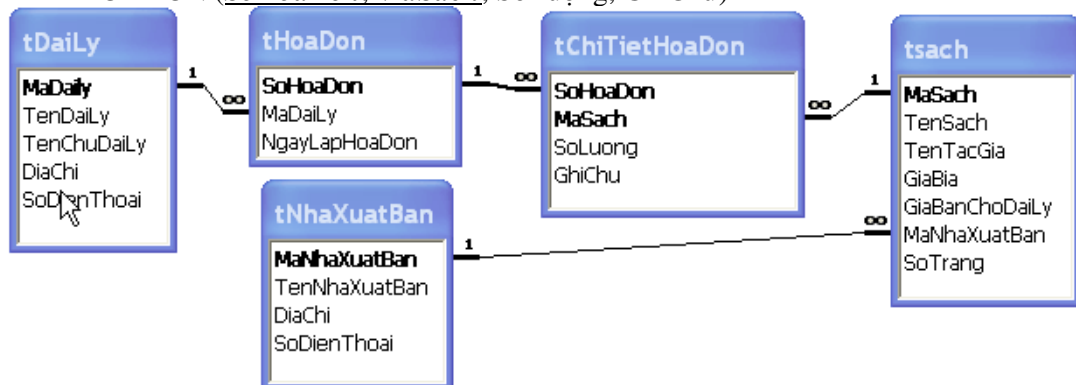 tDaiLy
MaDaily
TenDaiLy
TenChuDaiLy
DiaChi
SoDienThoai
1
∞
tHoaDon
SoHoaDon
MaDaiLy
NgayLapHoaDon
1
∞
tChiTietHoaDon
SoHoaDon
MaSach
SoLuong
GhiChu
1
∞
tsach
MaSach
TenSach
TenTacGia
GiaBia
GiaBanChoDaiLy
MaNhaXuatBan
SoTrang
tNhaXuatBan
MaNhaXuatBan
TenNhaXuatBan
DiaChi
SoDienThoai
1
∞